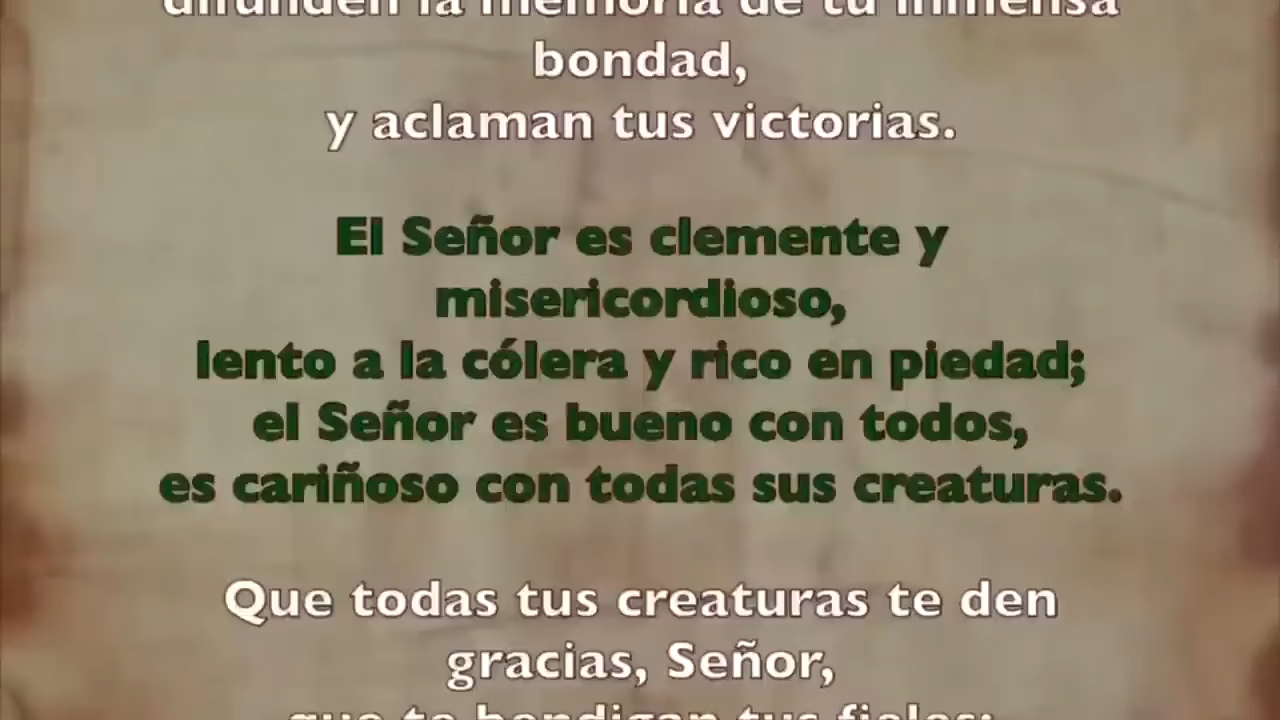 difunden la memoria de tu inmensa
bondad,
y aclaman tus victorias.
El Señor es clemente y
misericordioso,
lento a la cólera y rico en piedad;
el Señor es bueno con todos,
es cariñoso con todas sus creaturas.
Que todas tus creaturas te den
gracias, Señor,
que te bendigan tus fieles;